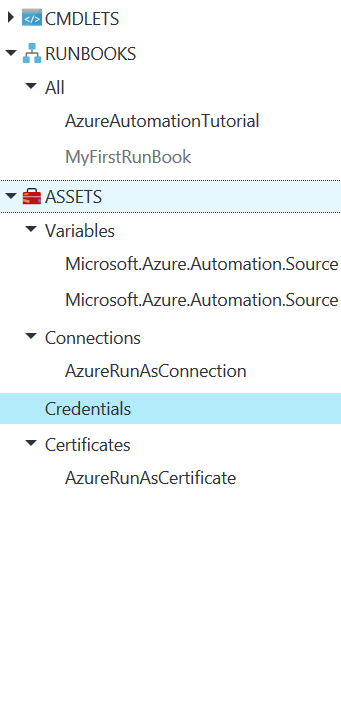 CMDLETS
RUNBOOKS
All
AzureAutomationTutorial
MyFirstRunBook
ASSETS
Variables
Microsoft.Azure.Automation.Source
Microsoft.Azure.Automation.Source
Connections
AzureRunAsConnection
Credentials
Certificates
AzureRunAsCertificate